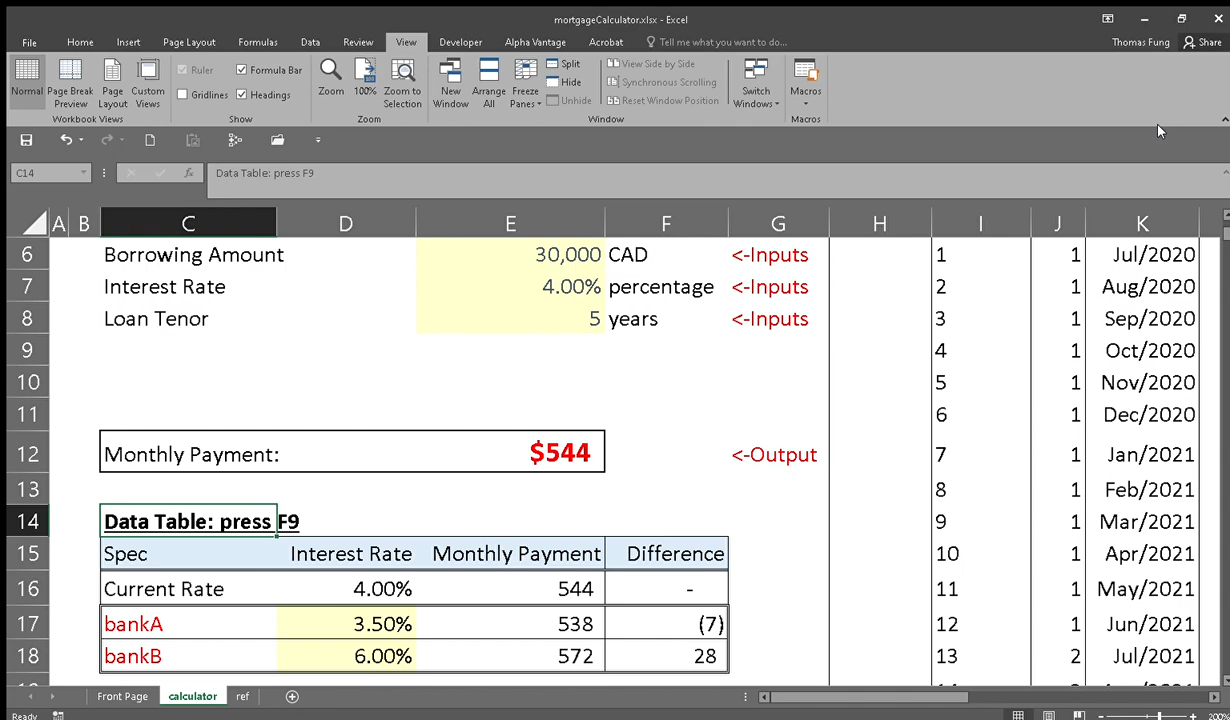 mortgageCalculator.xlsx - Excel
File Home Insert Page Layout Formulas Data Review View Developer Alpha Vantage Acrobat Tell me what you want to do... Thomas Fung Share
Normal Page Break Preview Page Layout Custom Views
Workbook Views
Ruler Formula Bar
Gridlines Headings
Show
Zoom 100% Zoom to Selection
Zoom
New Window Arrange All Freeze Panes
Split
Hide
Unhide
View Side by Side
Synchronous Scrolling
Reset Window Position
Window
Switch Windows
Macros
Macros
C14 fx Data Table: press F9
A B C D E F G H I J K
6 Borrowing Amount 30,000 CAD <-Inputs 1 1 Jul/2020
7 Interest Rate 4.00% percentage <-Inputs 2 1 Aug/2020
8 Loan Tenor 5 years <-Inputs 3 1 Sep/2020
9 4 1 Oct/2020
10 5 1 Nov/2020
11 6 1 Dec/2020
12 Monthly Payment: $544 <-Output 7 1 Jan/2021
13 8 1 Feb/2021
14 Data Table: press F9 9 1 Mar/2021
15 Spec Interest Rate Monthly Payment Difference 10 1 Apr/2021
16 Current Rate 4.00% 544 - 11 1 May/2021
17 bankA 3.50% 538 (7) 12 1 Jun/2021
18 bankB 6.00% 572 28 13 2 Jul/2021
Front Page calculator ref
Ready